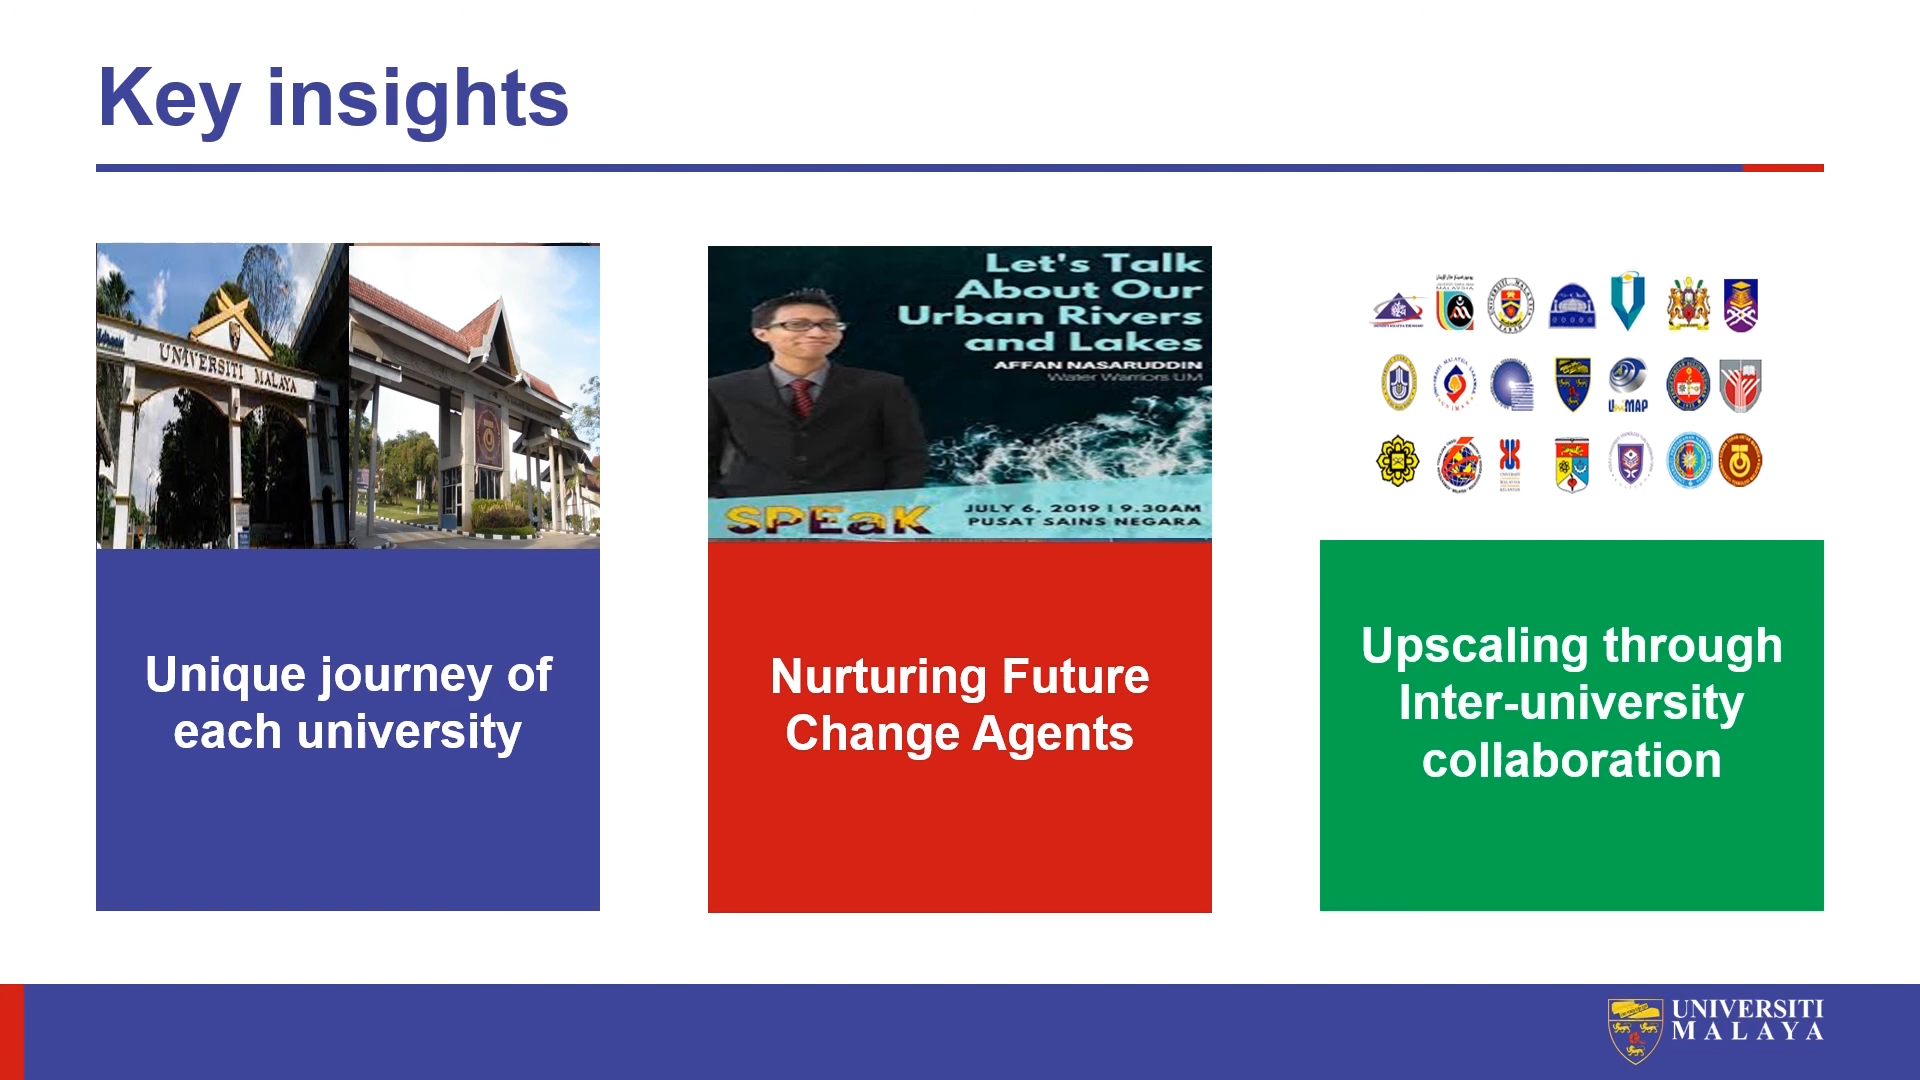 Key insights
UNIVERSITI MALAYA
Unique journey of
each university
Let's Talk
About Our
Urban Rivers
and Lakes
AFFAN NASARUDDIN
Water Warriors UM
SPEaK
JULY 6, 2019 | 9.30AM
PUSAT SAINS NEGARA
Nurturing Future
Change Agents
UniMAP
Upscaling through
Inter-university
collaboration
UNIVERSITI
MALAYA